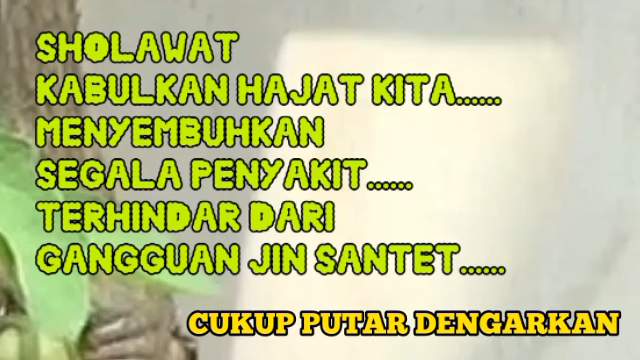 SHOLAWAT
KABULKAN HAJAT KITA......
MENYEMBUHKAN
SEGALA PENYAKIT......
TERHINDAR DARI
GANGGUAN JIN SANTET......
CUKUP PUTAR DENGARKAN